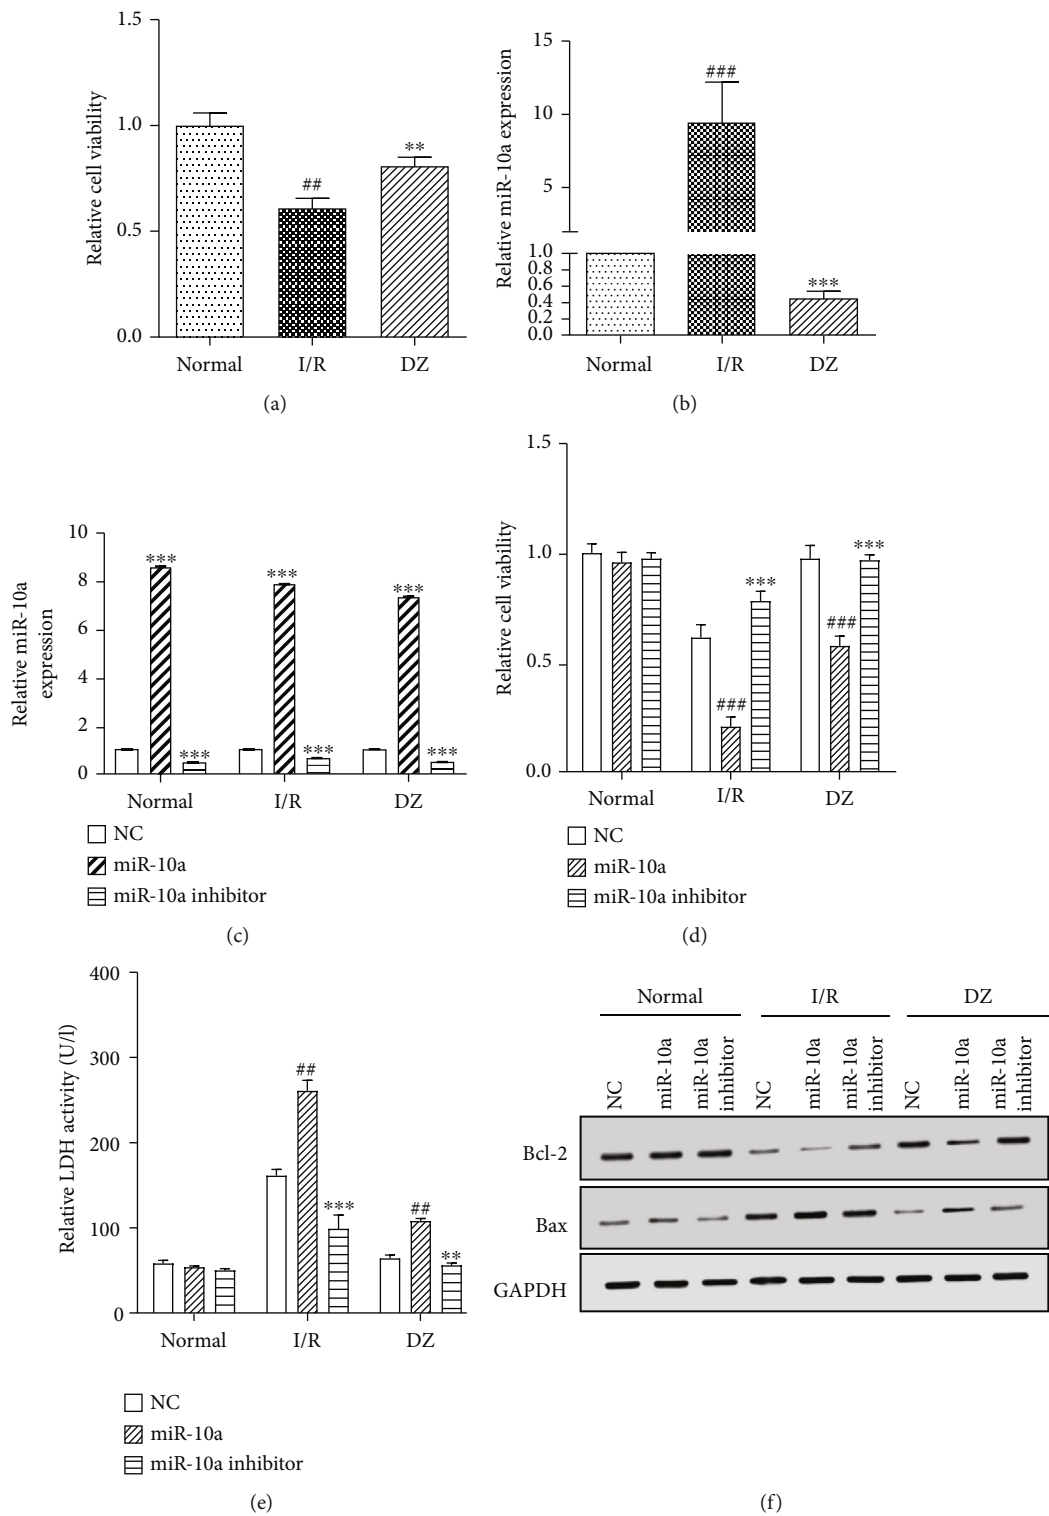 Relative cell viability
1.5
1.0
0.5
0.0
##
**
Normal I/R DZ
(a)
Relative miR-10a expression
15
10
5
1.0
0.8
0.6
0.4
0.2
0.0
###
***
Normal I/R DZ
(b)
Relative miR-10a
expression
10
8
6
4
2
0
*** *** ***
*** *** ***
Normal I/R DZ
NC
miR-10a
miR-10a inhibitor
(c)
Relative cell viability
1.5
1.0
0.5
0.0
###
***
###
***
Normal I/R DZ
NC
miR-10a
miR-10a inhibitor
(d)
Relative LDH activity (U/l)
400
300
200
100
0
##
***
##
**
Normal I/R DZ
NC
miR-10a
miR-10a inhibitor
(e)
Normal I/R DZ
NC
miR-10a
miR-10a
inhibitor
NC
miR-10a
miR-10a
inhibitor
NC
miR-10a
miR-10a
inhibitor
Bcl-2
Bax
GAPDH
(f)